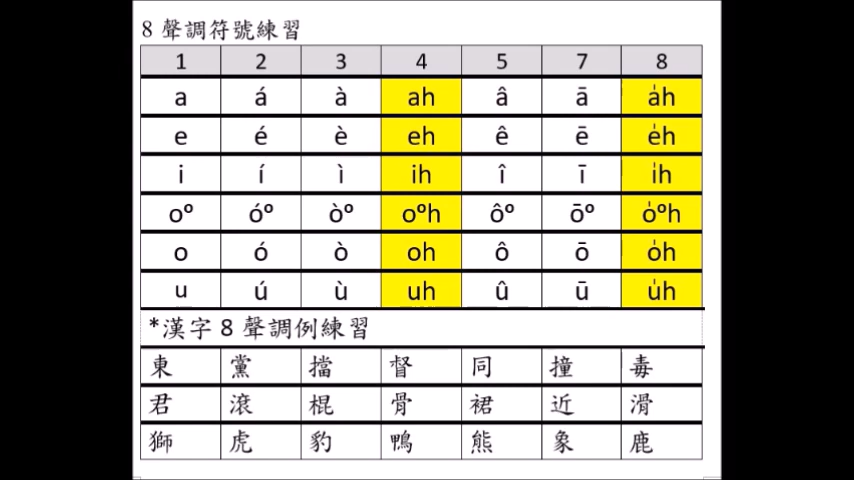 8 聲調符號練習
1 2 3 4 5 7 8
a á à ah â ā a̍h
e é è eh ê ē e̍h
i í ì ih î ī i̍h
oº óº òº oºh ôº ōº o̍ºh
o ó ò oh ô ō o̍h
u ú ù uh û ū u̍h
*漢字 8 聲調例練習
東 黨 擋 督 同 撞 毒
君 滾 棍 骨 裙 近 滑
獅 虎 豹 鴨 熊 象 鹿